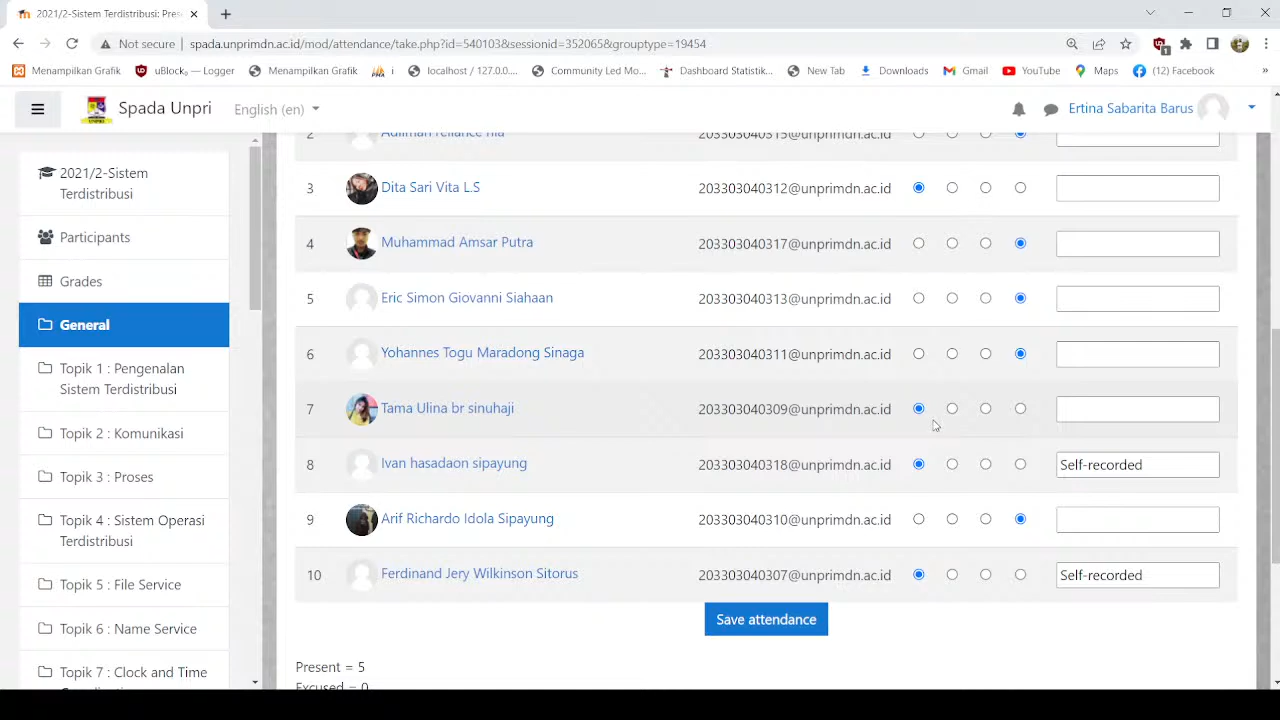 2021/2-Sistem Terdistribusi: Pres
Not secure | spada.unprimdn.ac.id/mod/attendance/take.php?id=540103&sessionid=352065&grouptype=19454
Menampilkan Grafik uBlock₀ — Logger Menampilkan Grafik i localhost / 127.0.0.... Community Led Mo... Dashboard Statistik... New Tab Downloads Gmail YouTube Maps (12) Facebook »
Spada Unpri English (en) Ertina Sabarita Barus
2021/2-Sistem
Terdistribusi
Participants
Grades
General
Topik 1 : Pengenalan
Sistem Terdistribusi
Topik 2 : Komunikasi
Topik 3 : Proses
Topik 4 : Sistem Operasi
Terdistribusi
Topik 5 : File Service
Topik 6 : Name Service
Topik 7 : Clock and Time
2 203303040315@unprimdn.ac.id
3 Dita Sari Vita L.S 203303040312@unprimdn.ac.id
4 Muhammad Amsar Putra 203303040317@unprimdn.ac.id
5 Eric Simon Giovanni Siahaan 203303040313@unprimdn.ac.id
6 Yohannes Togu Maradong Sinaga 203303040311@unprimdn.ac.id
7 Tama Ulina br sinuhaji 203303040309@unprimdn.ac.id
8 Ivan hasadaon sipayung 203303040318@unprimdn.ac.id Self-recorded
9 Arif Richardo Idola Sipayung 203303040310@unprimdn.ac.id
10 Ferdinand Jery Wilkinson Sitorus 203303040307@unprimdn.ac.id Self-recorded
Save attendance
Present = 5
Excused = 0